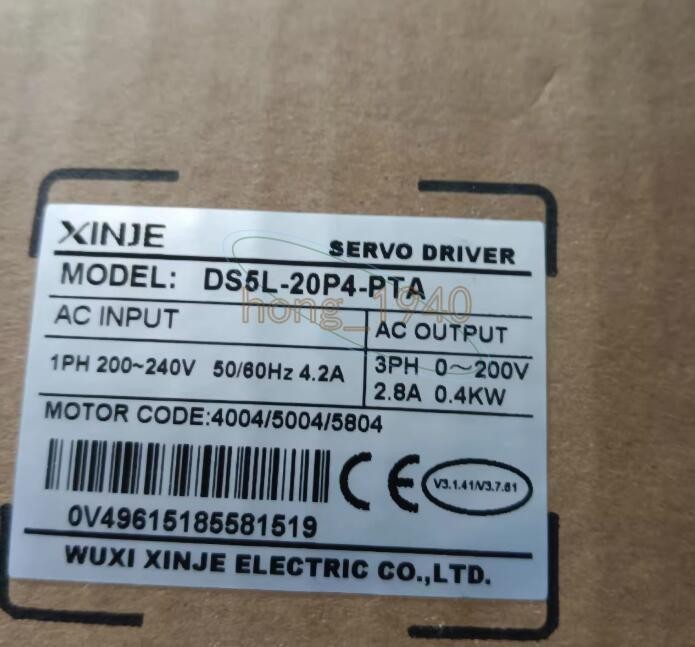 XINJE
SERVO DRIVER
MODEL: DS5L-20P4-PTA
hong_1940
AC INPUT
AC OUTPUT
1PH 200~240V 50/60Hz 4.2A
3PH 0~200V
2.8A 0.4KW
MOTOR CODE:4004/5004/5804
CE
V3.1.41/V3.7.61
0V49615185581519
WUXI XINJE ELECTRIC CO.,LTD.